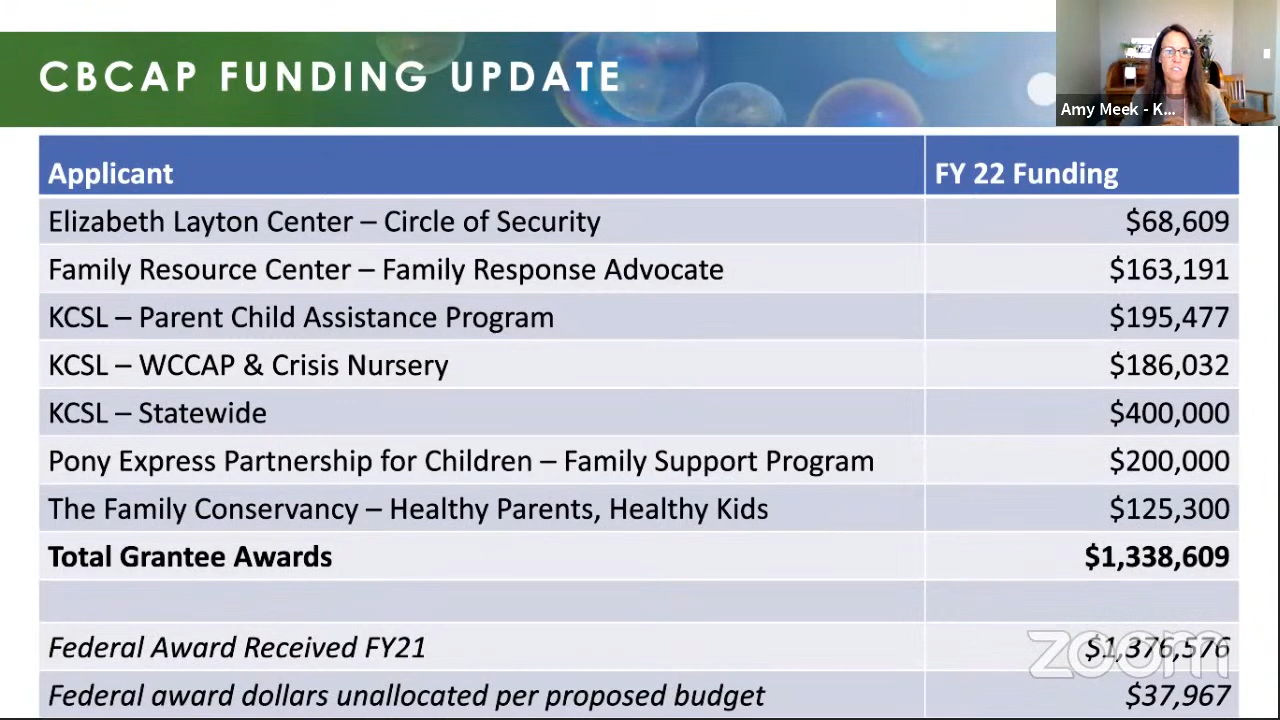 CBCAP FUNDING UPDATE
Amy Meek - K...
Applicant FY 22 Funding
Elizabeth Layton Center – Circle of Security $68,609
Family Resource Center – Family Response Advocate $163,191
KCSL – Parent Child Assistance Program $195,477
KCSL – WCCAP & Crisis Nursery $186,032
KCSL – Statewide $400,000
Pony Express Partnership for Children – Family Support Program $200,000
The Family Conservancy – Healthy Parents, Healthy Kids $125,300
Total Grantee Awards $1,338,609
Federal Award Received FY21 $1,376,576
zoom
Federal award dollars unallocated per proposed budget $37,967